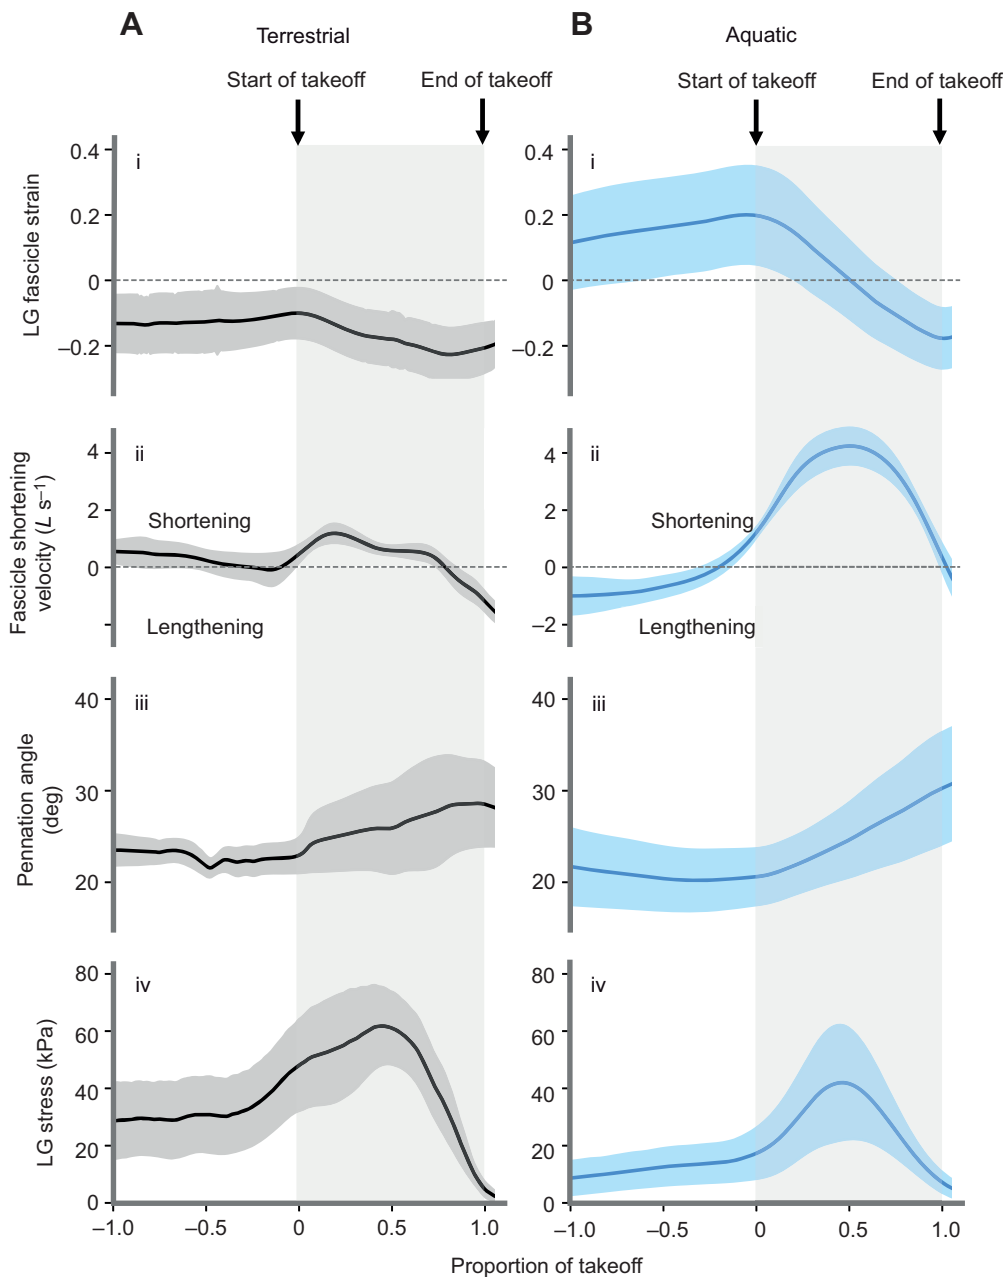 A
B
Terrestrial
Aquatic
Start of takeoff
End of takeoff
Start of takeoff
End of takeoff
LG fascicle strain
0.4
0.2
0
–0.2
i
0.4
0.2
0
–0.2
i
Fascicle shortening
velocity (L s–1)
4
2
0
ii
Shortening
Lengthening
4
2
0
–2
ii
Shortening
Lengthening
Pennation angle
(deg)
40
30
20
iii
40
30
20
iii
LG stress (kPa)
80
60
40
20
0
iv
80
60
40
20
0
iv
–1.0 –0.5 0 0.5 1.0
–1.0 –0.5 0 0.5 1.0
Proportion of takeoff